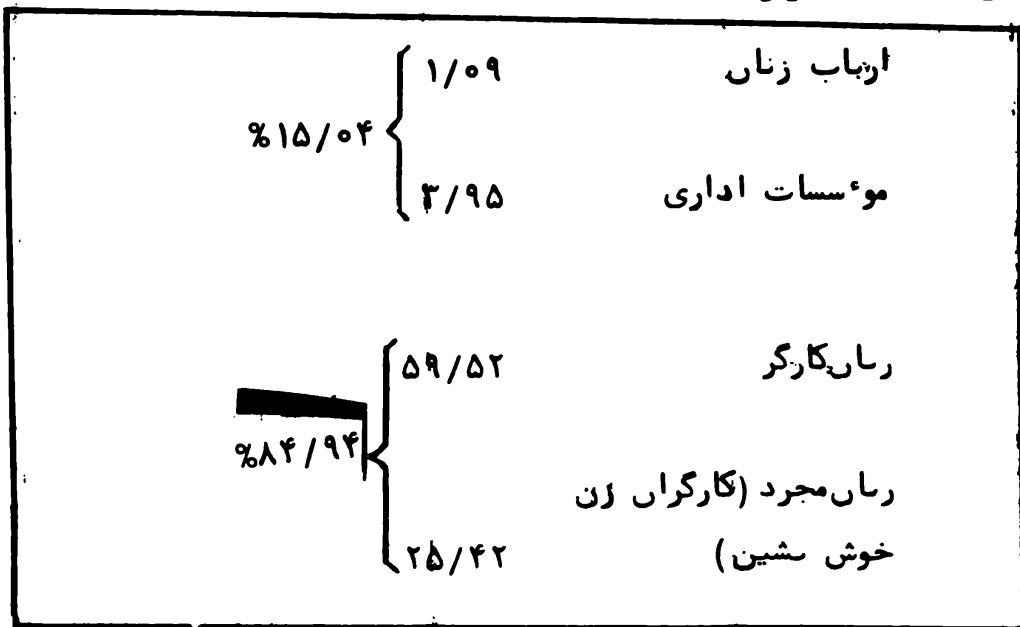 ارباب زنان ۱/۰۹
%۱۵/۰۴
موٴسسات اداری ۳/۹۵
زنان کارگر ۵۹/۵۲
%۸۴/۹۴
زنان مجرد (کارگران زن
خوش نشین) ۲۵/۴۲